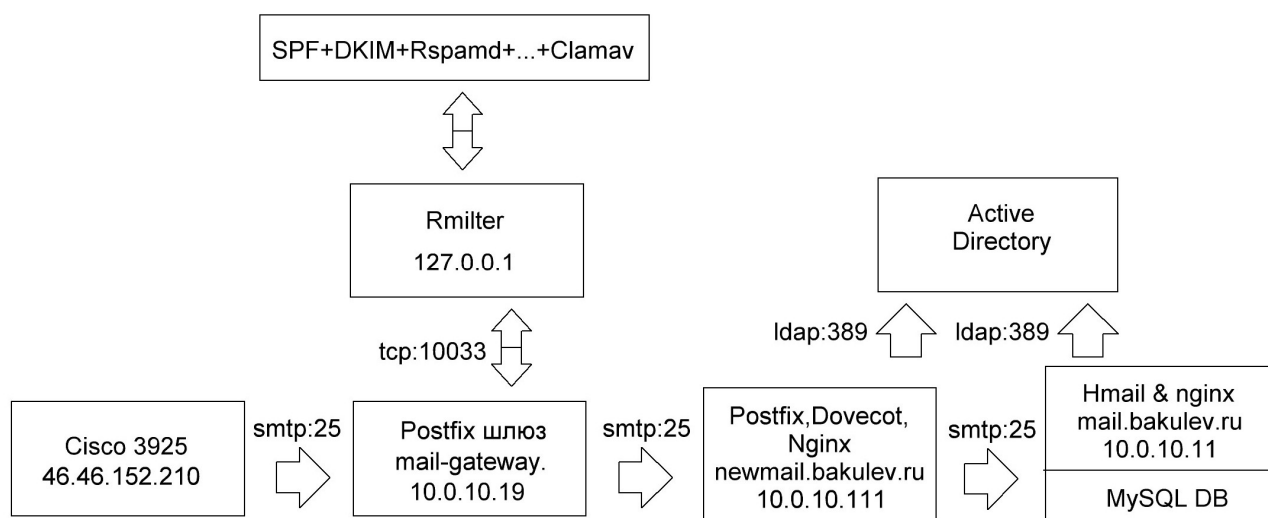 SPF+DKIM+Rspamd+...+Clamav
Rmilter
127.0.0.1
Active
Directory
tcp:10033
ldap:389
ldap:389
Cisco 3925
46.46.152.210
smtp:25
Postfix шлюз
mail-gateway.
10.0.10.19
smtp:25
Postfix,Dovecot,
Nginx
newmail.bakulev.ru
10.0.10.111
smtp:25
Hmail & nginx
mail.bakulev.ru
10.0.10.11
MySQL DB